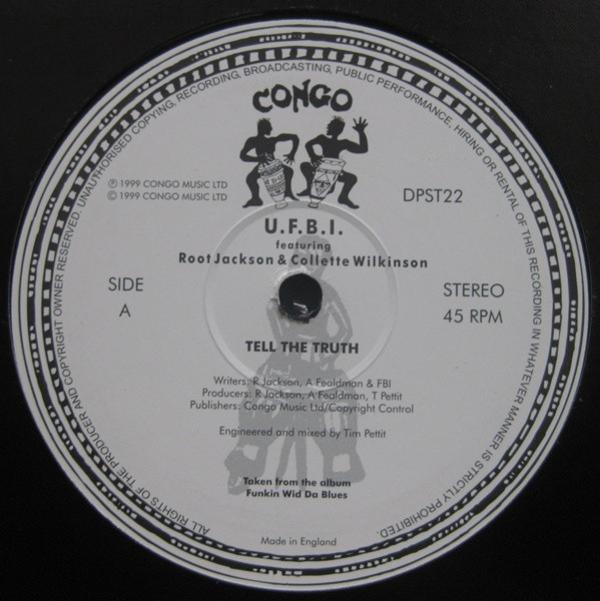 CONGO
℗ 1999 CONGO MUSIC LTD
© 1999 CONGO MUSIC LTD
DPST22
U.F.B.I.
featuring
Root Jackson & Collette Wilkinson
SIDE
A
STEREO
45 RPM
TELL THE TRUTH
Writers: R Jackson, A Fealdman & FBI
Producers: R Jackson, A Fealdman, T Pettit
Publishers: Congo Music Ltd/Copyright Control
Engineered and mixed by Tim Pettit
Taken from the album
Funkin Wid Da Blues
Made in England
ALL RIGHTS OF THE PRODUCER AND COPYRIGHT OWNER RESERVED. UNAUTHORISED COPYING, RECORDING, BROADCASTING, PUBLIC PERFORMANCE, HIRING OR RENTAL OF THIS RECORDING IN WHATEVER MANNER IS STRICTLY PROHIBITED.